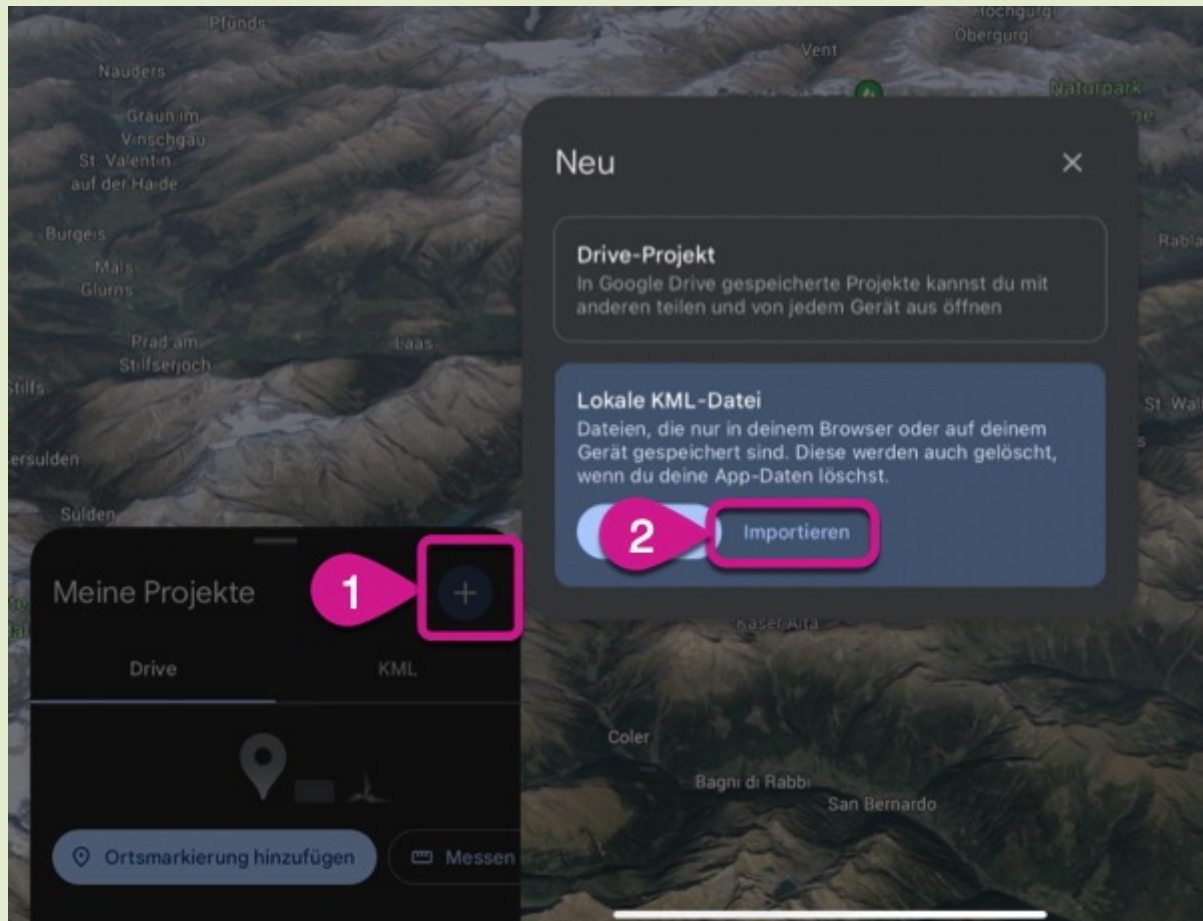 Pfunds
Tochgurgl
Obergurgl
Vent
Nauders
Naturpark
Graun im
Vinschgau
St. Valentin
auf der Haide
Neu
Burgeis
Mals
Glurns
Drive-Projekt
In Google Drive gespeicherte Projekte kannst du mit
anderen teilen und von jedem Gerät aus öffnen
Prad am
Stilfserjoch
Laas
Lokale KML-Datei
Dateien, die nur in deinem Browser oder auf deinem
Gerät gespeichert sind. Diese werden auch gelöscht,
wenn du deine App-Daten löschst.
Sulden
2
Importieren
Meine Projekte
1
+
Kaser Alta
Drive
KML
Coler
Bagni di Rabbi
San Bernardo
Ortsmarkierung hinzufügen
Messen